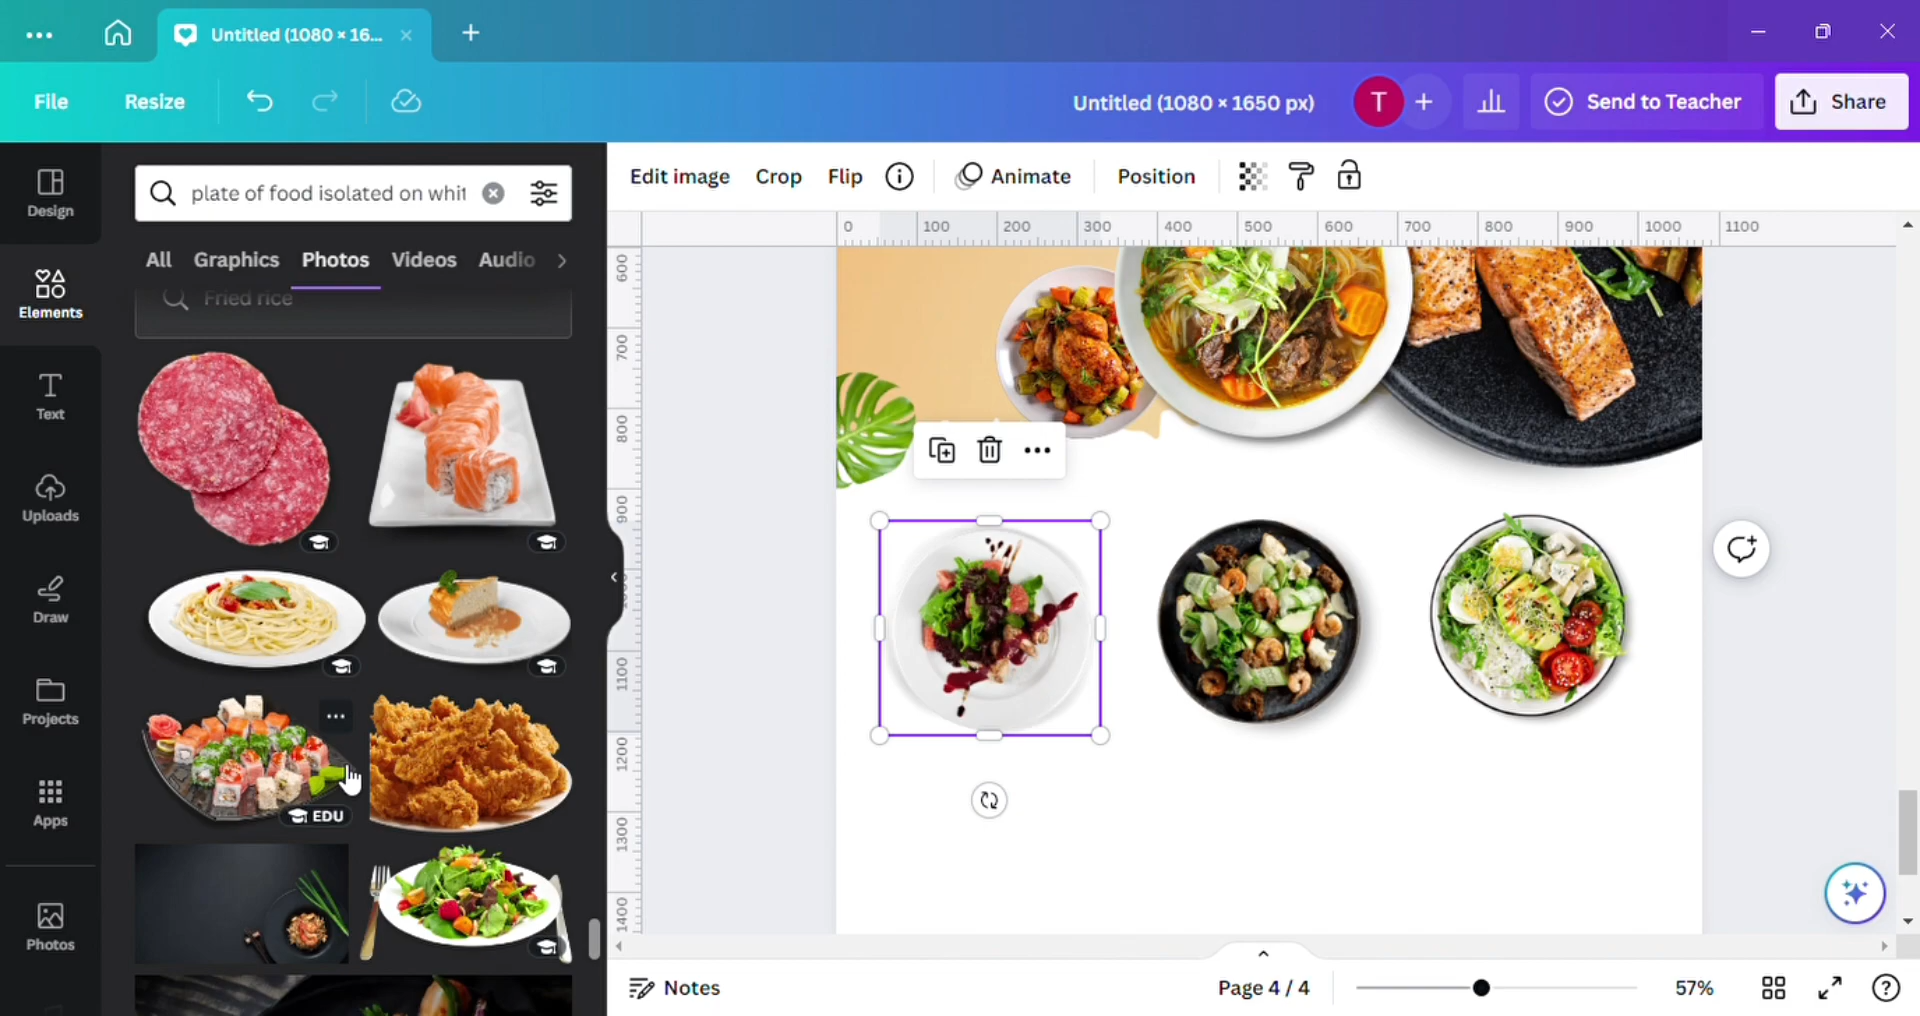 Untitled (1080 × 16...
File
Resize
Untitled (1080 × 1650 px)
T
Send to Teacher
Share
Design
Elements
Text
Uploads
Draw
Projects
Apps
Photos
plate of food isolated on whit
All Graphics Photos Videos Audio
Fried rice
EDU
Edit image Crop Flip Animate Position
0 100 200 300 400 500 600 700 800 900 1000 1100
600
700
800
900
1100
1200
1300
1400
Notes
Page 4 / 4
57%